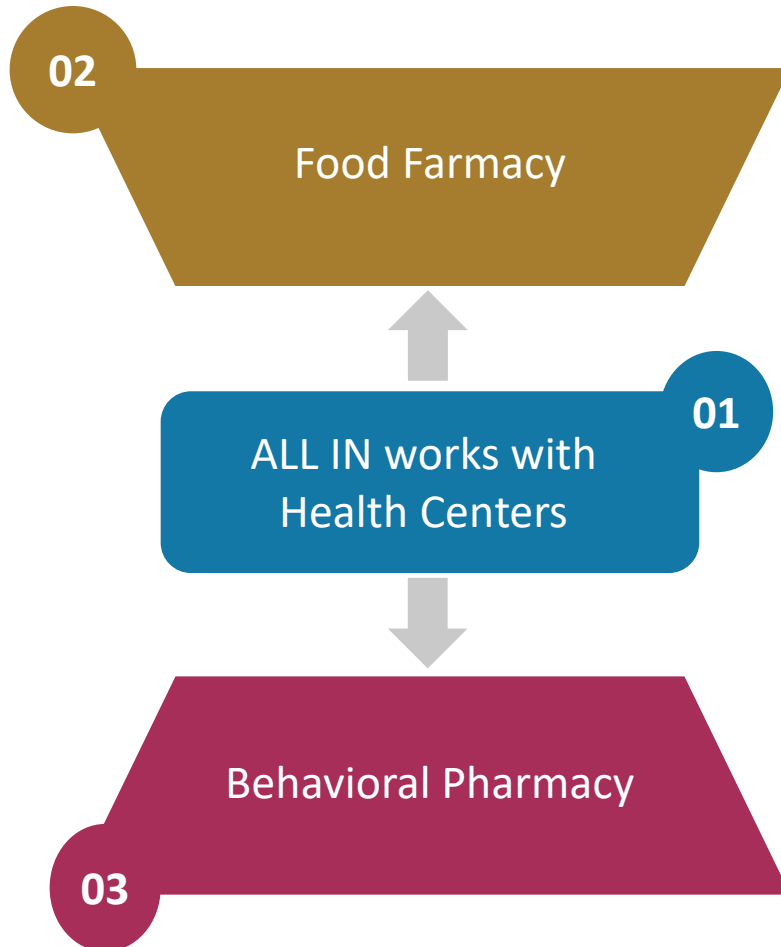 02
Food Farmacy
01
ALL IN works with
Health Centers
Behavioral Pharmacy
03